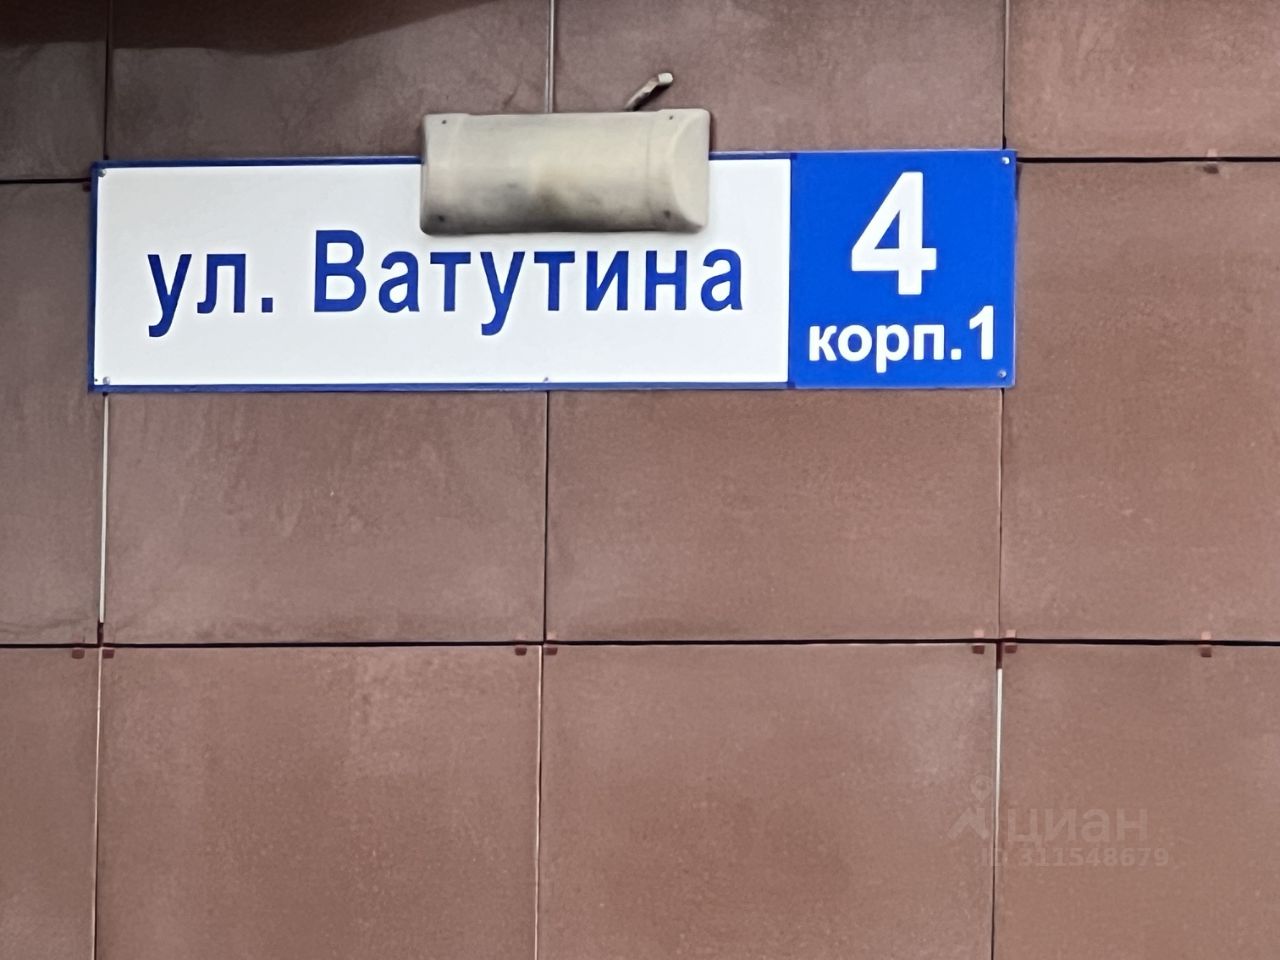 ул. Ватутина
4
корп.1
циан
ID 311548679